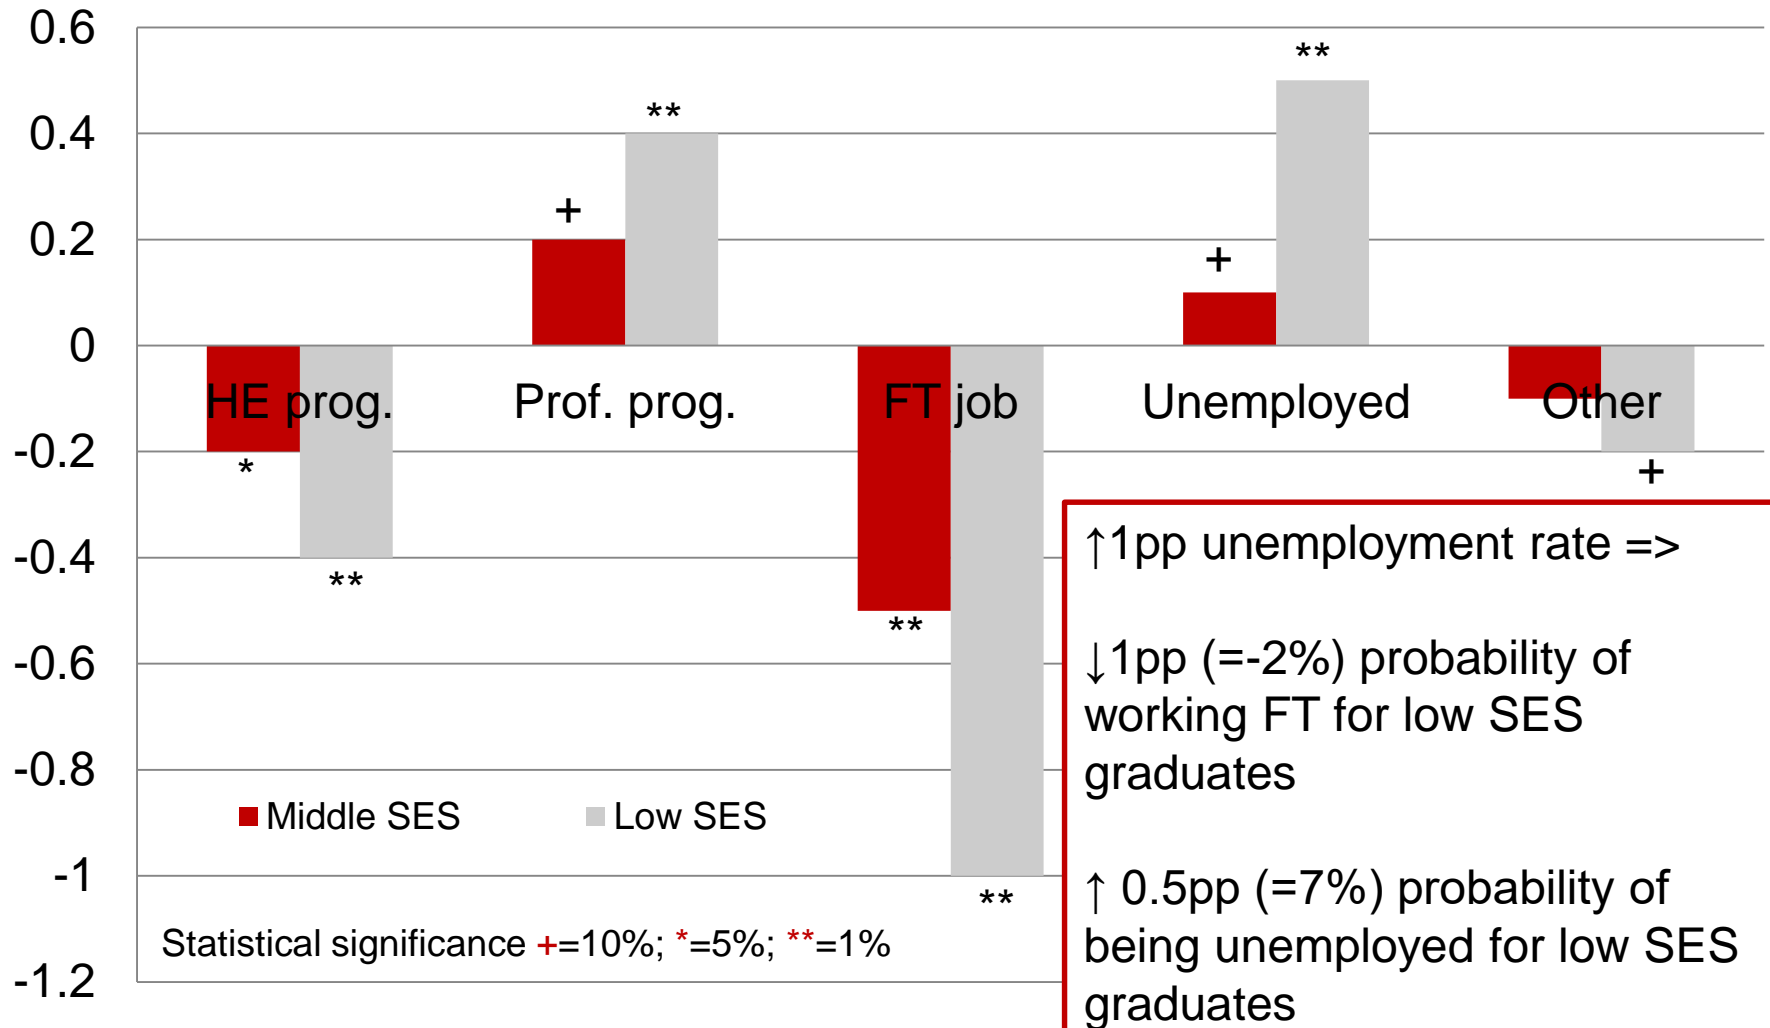 0.6
0.4
0.2
0
-0.2
-0.4
-0.6
-0.8
-1
-1.2
**
**
+
+
HE prog.
Prof. prog.
FT job
Unemployed
Other
*
**
**
**
+
Middle SES
Low SES
Statistical significance +=10%; *=5%; **=1%
↑1pp unemployment rate =>
↓1pp (=-2%) probability of
working FT for low SES
graduates
↑ 0.5pp (=7%) probability of
being unemployed for low SES
graduates